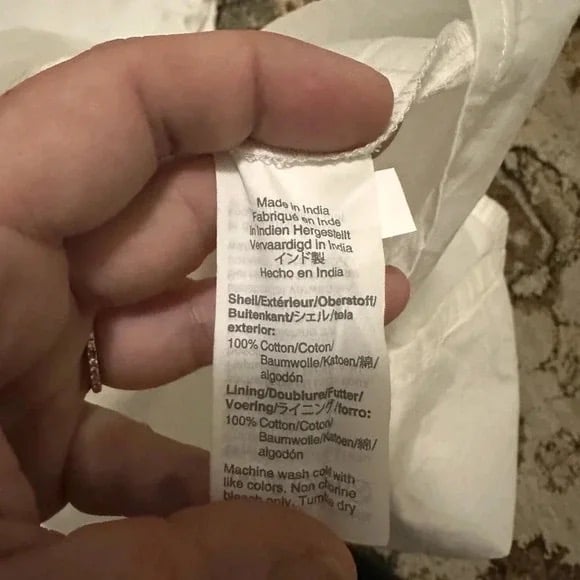 Made in India
Fabriqué en Inde
In Indien Hergestellt
Vervaardigd in India
インド製
Hecho en India
Shell/Extérieur/Oberstoff/
Buitenkant/シェル/tela
exterior:
100% Cotton/Coton/
Baumwolle/Katoen/綿/
algodón
Lining/Doublure/Futter/
Voering/ライニング/forro:
100% Cotton/Coton/
Baumwolle/Katoen/綿/
algodón
Machine wash cold with
like colors. Non chlorine
bleach only. Tumble dry